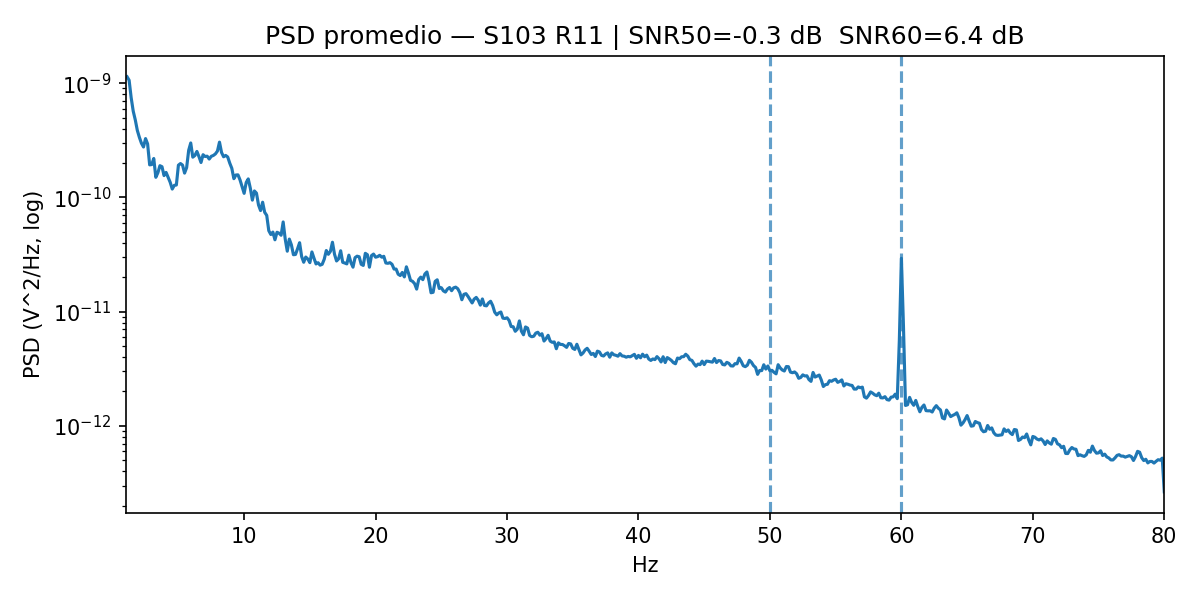 PSD promedio — S103 R11 | SNR50=-0.3 dB  SNR60=6.4 dB
PSD (V^2/Hz, log)
10⁻⁹
10⁻¹⁰
10⁻¹¹
10⁻¹²
10 20 30 40 50 60 70 80
Hz